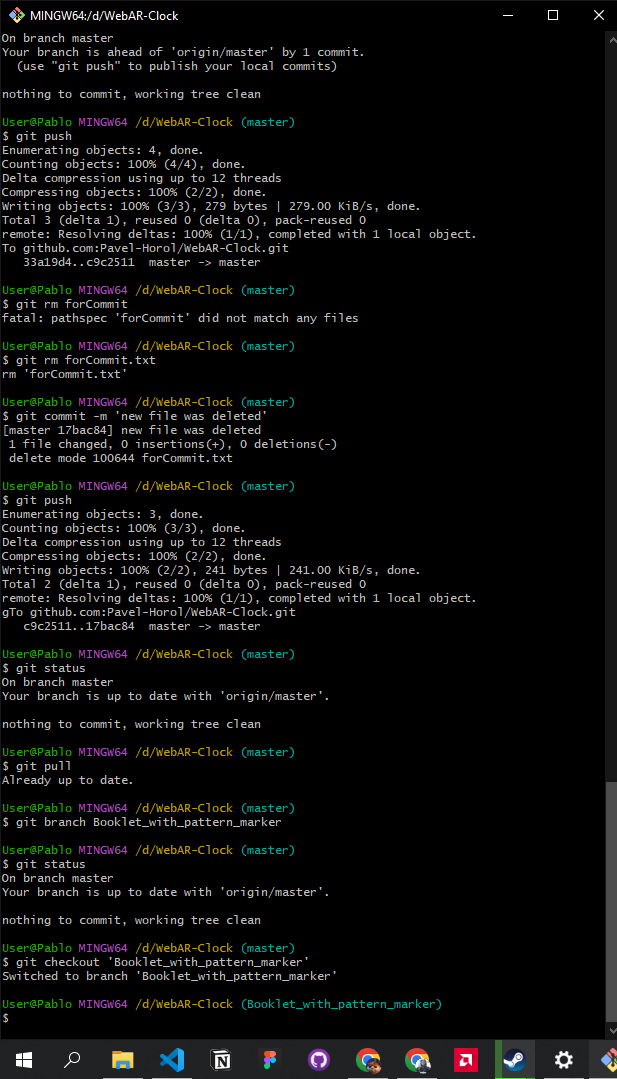 MINGW64:/d/WebAR-Clock
On branch master
Your branch is ahead of 'origin/master' by 1 commit.
  (use "git push" to publish your local commits)
nothing to commit, working tree clean
User@Pablo MINGW64 /d/WebAR-Clock (master)
$ git push
Enumerating objects: 4, done.
Counting objects: 100% (4/4), done.
Delta compression using up to 12 threads
Compressing objects: 100% (2/2), done.
Writing objects: 100% (3/3), 279 bytes | 279.00 KiB/s, done.
Total 3 (delta 1), reused 0 (delta 0), pack-reused 0
remote: Resolving deltas: 100% (1/1), completed with 1 local object.
To github.com:Pavel-Horol/WebAR-Clock.git
   33a19d4..c9c2511  master -> master
User@Pablo MINGW64 /d/WebAR-Clock (master)
$ git rm forCommit
fatal: pathspec 'forCommit' did not match any files
User@Pablo MINGW64 /d/WebAR-Clock (master)
$ git rm forCommit.txt
rm 'forCommit.txt'
User@Pablo MINGW64 /d/WebAR-Clock (master)
$ git commit -m 'new file was deleted'
[master 17bac84] new file was deleted
 1 file changed, 0 insertions(+), 0 deletions(-)
 delete mode 100644 forCommit.txt
User@Pablo MINGW64 /d/WebAR-Clock (master)
$ git push
Enumerating objects: 3, done.
Counting objects: 100% (3/3), done.
Delta compression using up to 12 threads
Compressing objects: 100% (2/2), done.
Writing objects: 100% (2/2), 241 bytes | 241.00 KiB/s, done.
Total 2 (delta 1), reused 0 (delta 0), pack-reused 0
remote: Resolving deltas: 100% (1/1), completed with 1 local object.
gTo github.com:Pavel-Horol/WebAR-Clock.git
   c9c2511..17bac84  master -> master
User@Pablo MINGW64 /d/WebAR-Clock (master)
$ git status
On branch master
Your branch is up to date with 'origin/master'.
nothing to commit, working tree clean
User@Pablo MINGW64 /d/WebAR-Clock (master)
$ git pull
Already up to date.
User@Pablo MINGW64 /d/WebAR-Clock (master)
$ git branch Booklet_with_pattern_marker
User@Pablo MINGW64 /d/WebAR-Clock (master)
$ git status
On branch master
Your branch is up to date with 'origin/master'.
nothing to commit, working tree clean
User@Pablo MINGW64 /d/WebAR-Clock (master)
$ git checkout 'Booklet_with_pattern_marker'
Switched to branch 'Booklet_with_pattern_marker'
User@Pablo MINGW64 /d/WebAR-Clock (Booklet_with_pattern_marker)
$